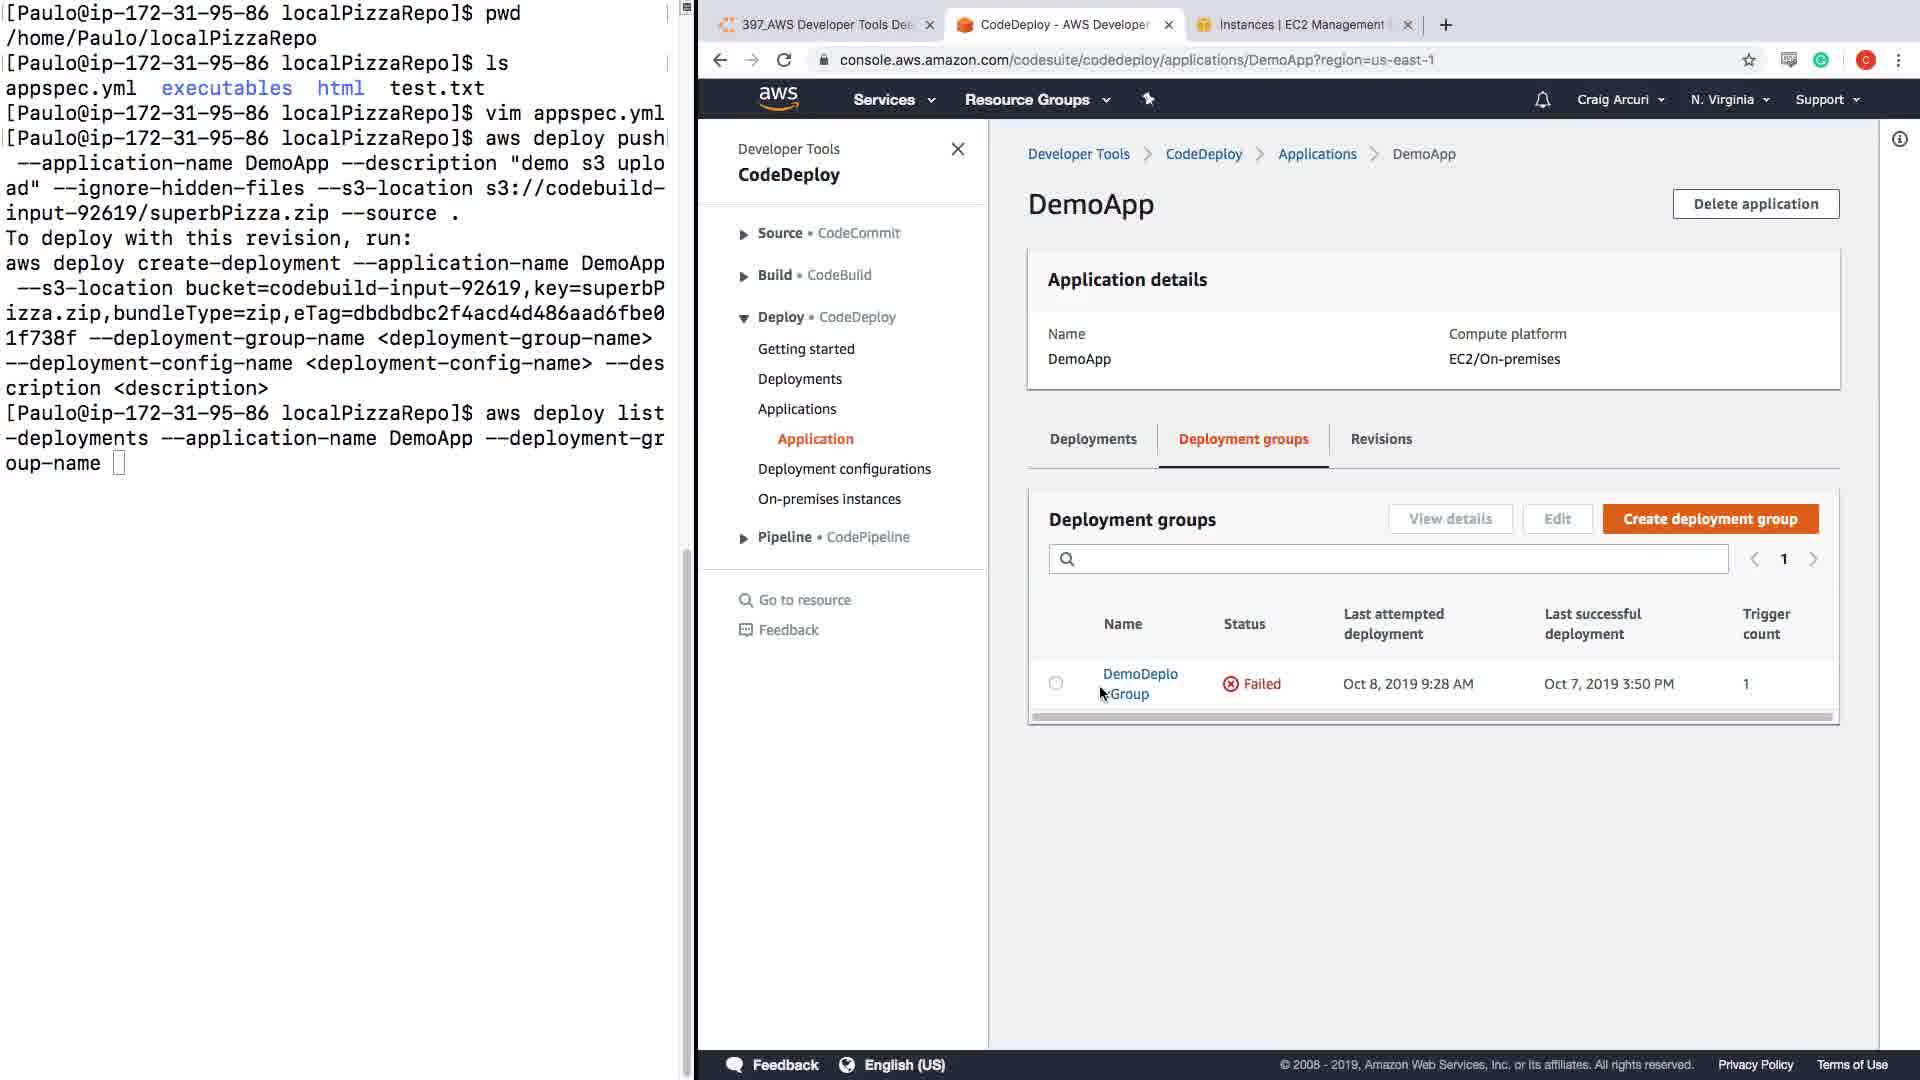 [Paulo@ip-172-31-95-86 localPizzaRepo]$ pwd
/home/Paulo/localPizzaRepo
[Paulo@ip-172-31-95-86 localPizzaRepo]$ ls
appspec.yml  executables  html  test.txt
[Paulo@ip-172-31-95-86 localPizzaRepo]$ vim appspec.yml
[Paulo@ip-172-31-95-86 localPizzaRepo]$ aws deploy push
 --application-name DemoApp --description "demo s3 uplo
ad" --ignore-hidden-files --s3-location s3://codebuild-
input-92619/superbPizza.zip --source .
To deploy with this revision, run:
aws deploy create-deployment --application-name DemoApp
 --s3-location bucket=codebuild-input-92619,key=superbP
izza.zip,bundleType=zip,eTag=dbdbdbc2f4acd4d486aad6fbe0
1f738f --deployment-group-name <deployment-group-name>
--deployment-config-name <deployment-config-name> --des
cription <description>
[Paulo@ip-172-31-95-86 localPizzaRepo]$ aws deploy list
-deployments --application-name DemoApp --deployment-gr
oup-name
397_AWS Developer Tools
CodeDeploy - AWS Developer
Instances | EC2 Management
console.aws.amazon.com/codesuite/codedeploy/applications/DemoApp?region=us-east-1
C
aws
Services
Resource Groups
Craig Arcuri
N. Virginia
Support
Developer Tools
CodeDeploy
Source • CodeCommit
Build • CodeBuild
Deploy • CodeDeploy
Getting started
Deployments
Applications
Application
Deployment configurations
On-premises instances
Pipeline • CodePipeline
Go to resource
Feedback
Developer Tools
CodeDeploy
Applications
DemoApp
DemoApp
Delete application
Application details
Name
Compute platform
DemoApp
EC2/On-premises
Deployments
Deployment groups
Revisions
Deployment groups
View details
Edit
Create deployment group
1
Name
Status
Last attempted
deployment
Last successful
deployment
Trigger
count
DemoDeplo
Group
Failed
Oct 8, 2019 9:28 AM
Oct 7, 2019 3:50 PM
1
Feedback
English (US)
© 2008 - 2019, Amazon Web Services, Inc. or its affiliates. All rights reserved.
Privacy Policy
Terms of Use